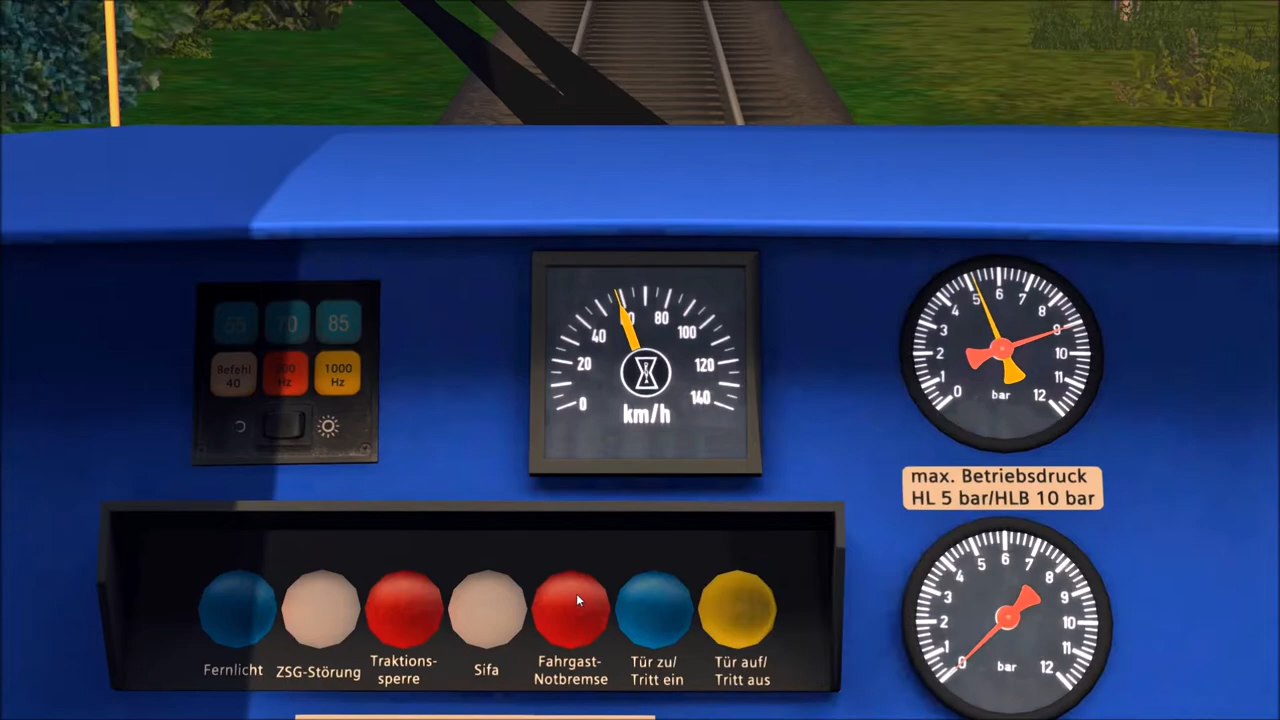 55 70 85
Befehl
40
1000
Hz
0 20 40 80 100 120 140
km/h
0 1 2 3 4 5 6 7 8 9 10 11 12
bar
max. Betriebsdruck
HL 5 bar/HLB 10 bar
0 1 2 3 4 5 6 7 8 9 10 11 12
bar
Fernlicht
ZSG-Störung
Traktions-
sperre
Sifa
Fahrgast-
Notbremse
Tür zu/
Tritt ein
Tür auf/
Tritt aus